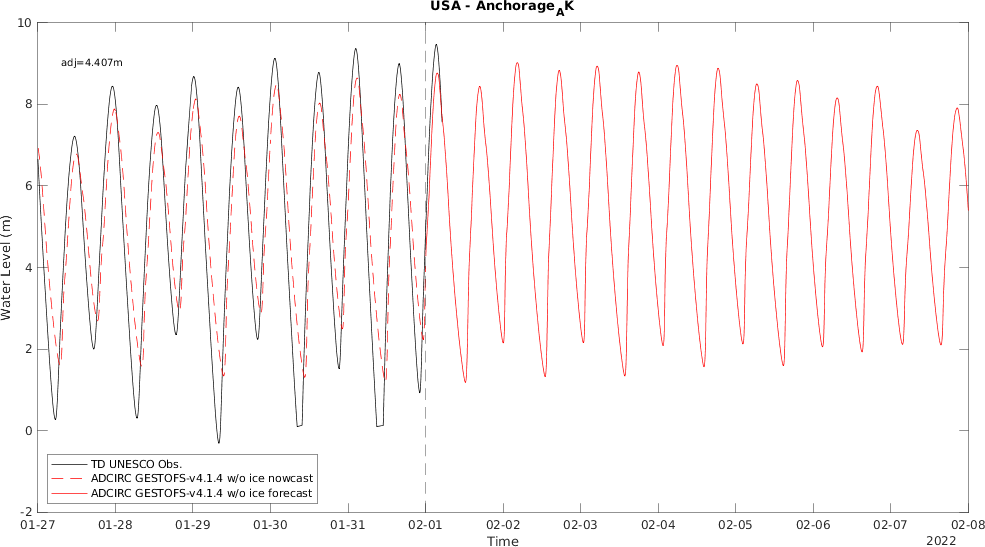 USA - Anchorage_AK
adj=4.407m
10
8
6
4
2
0
-2
Water Level (m)
TD UNESCO Obs.
ADCIRC GESTOFS-v4.1.4 w/o ice nowcast
ADCIRC GESTOFS-v4.1.4 w/o ice forecast
01-27 01-28 01-29 01-30 01-31 02-01 02-02 02-03 02-04 02-05 02-06 02-07 02-08
Time
2022